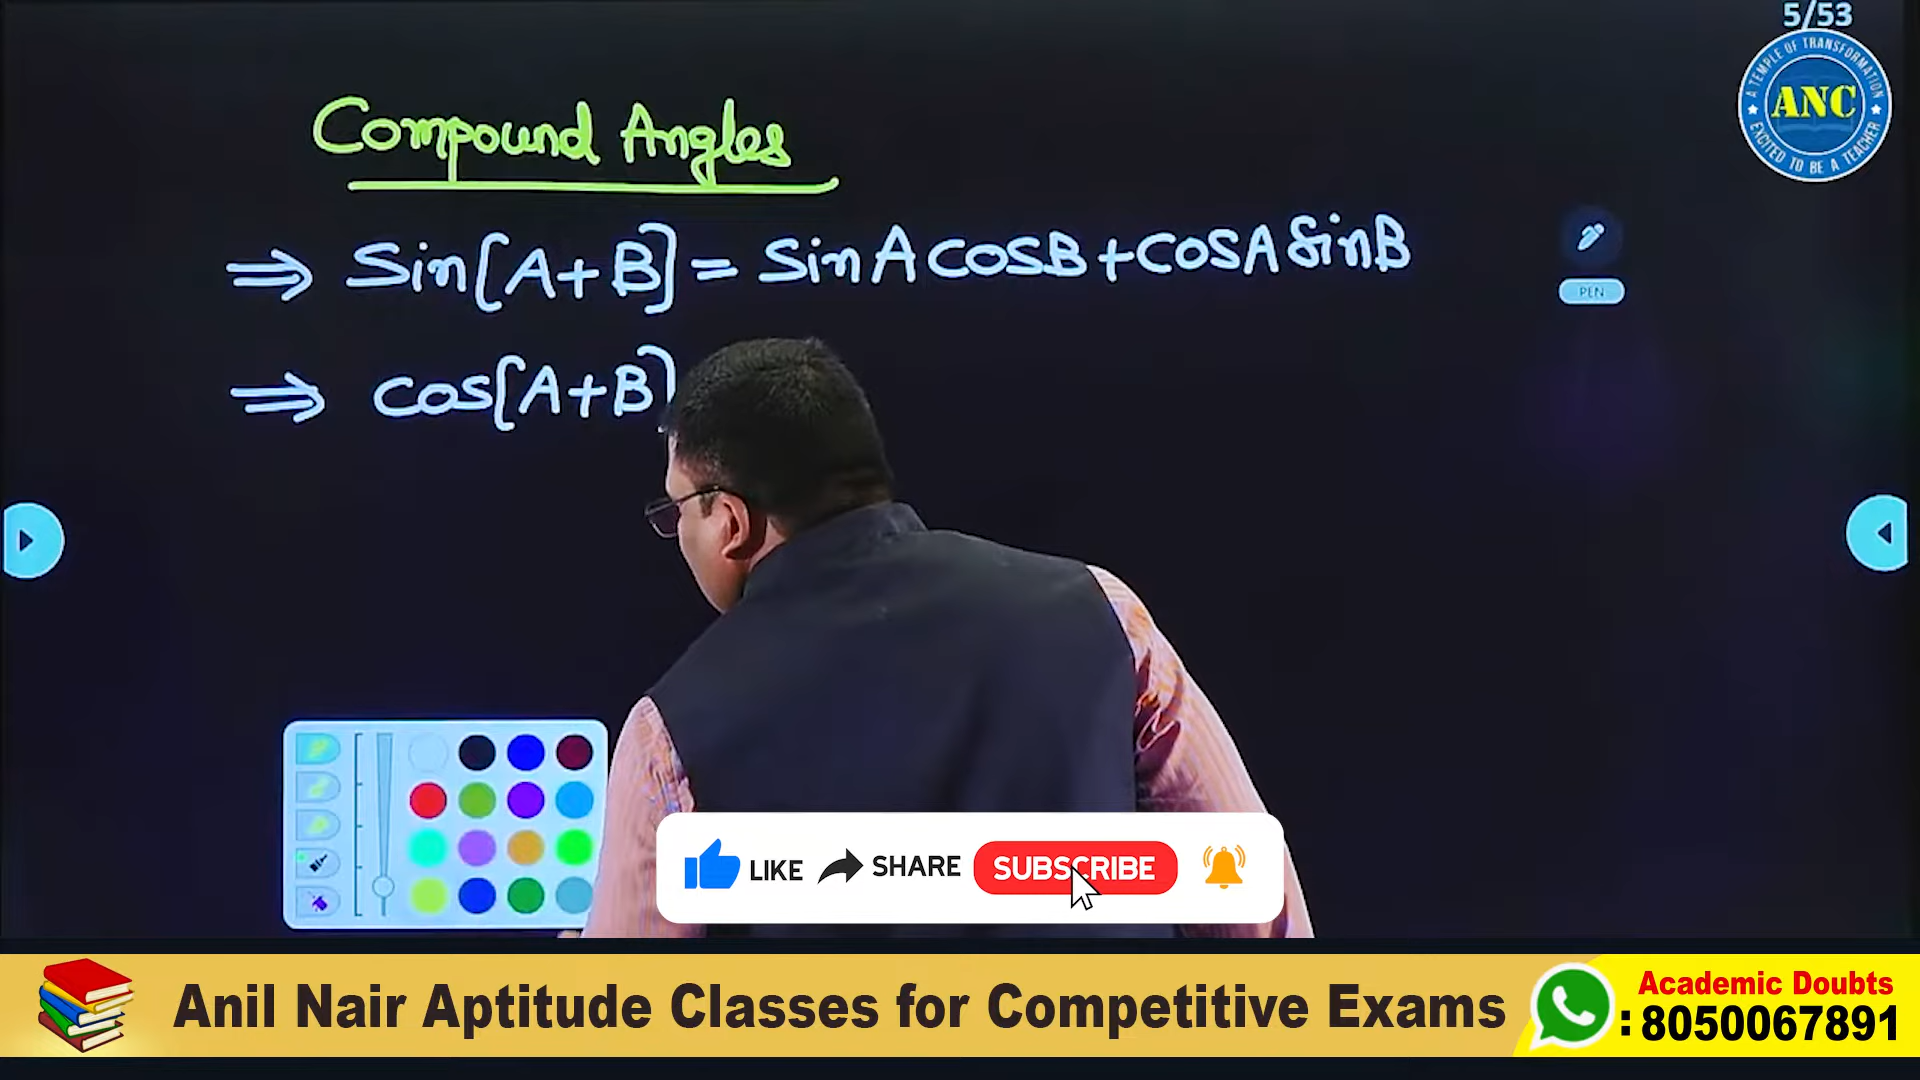 5/53
A TEMPLE OF TRANSFORMATION
ANC
EXCITED TO BE A TEACHER
Compound Angles
⇒ Sin[A+B] = SinA COSB + COSA SinB
PEN
⇒ cos[A+B]
LIKE SHARE SUBSCRIBE
Anil Nair Aptitude Classes for Competitive Exams
Academic Doubts
: 8050067891